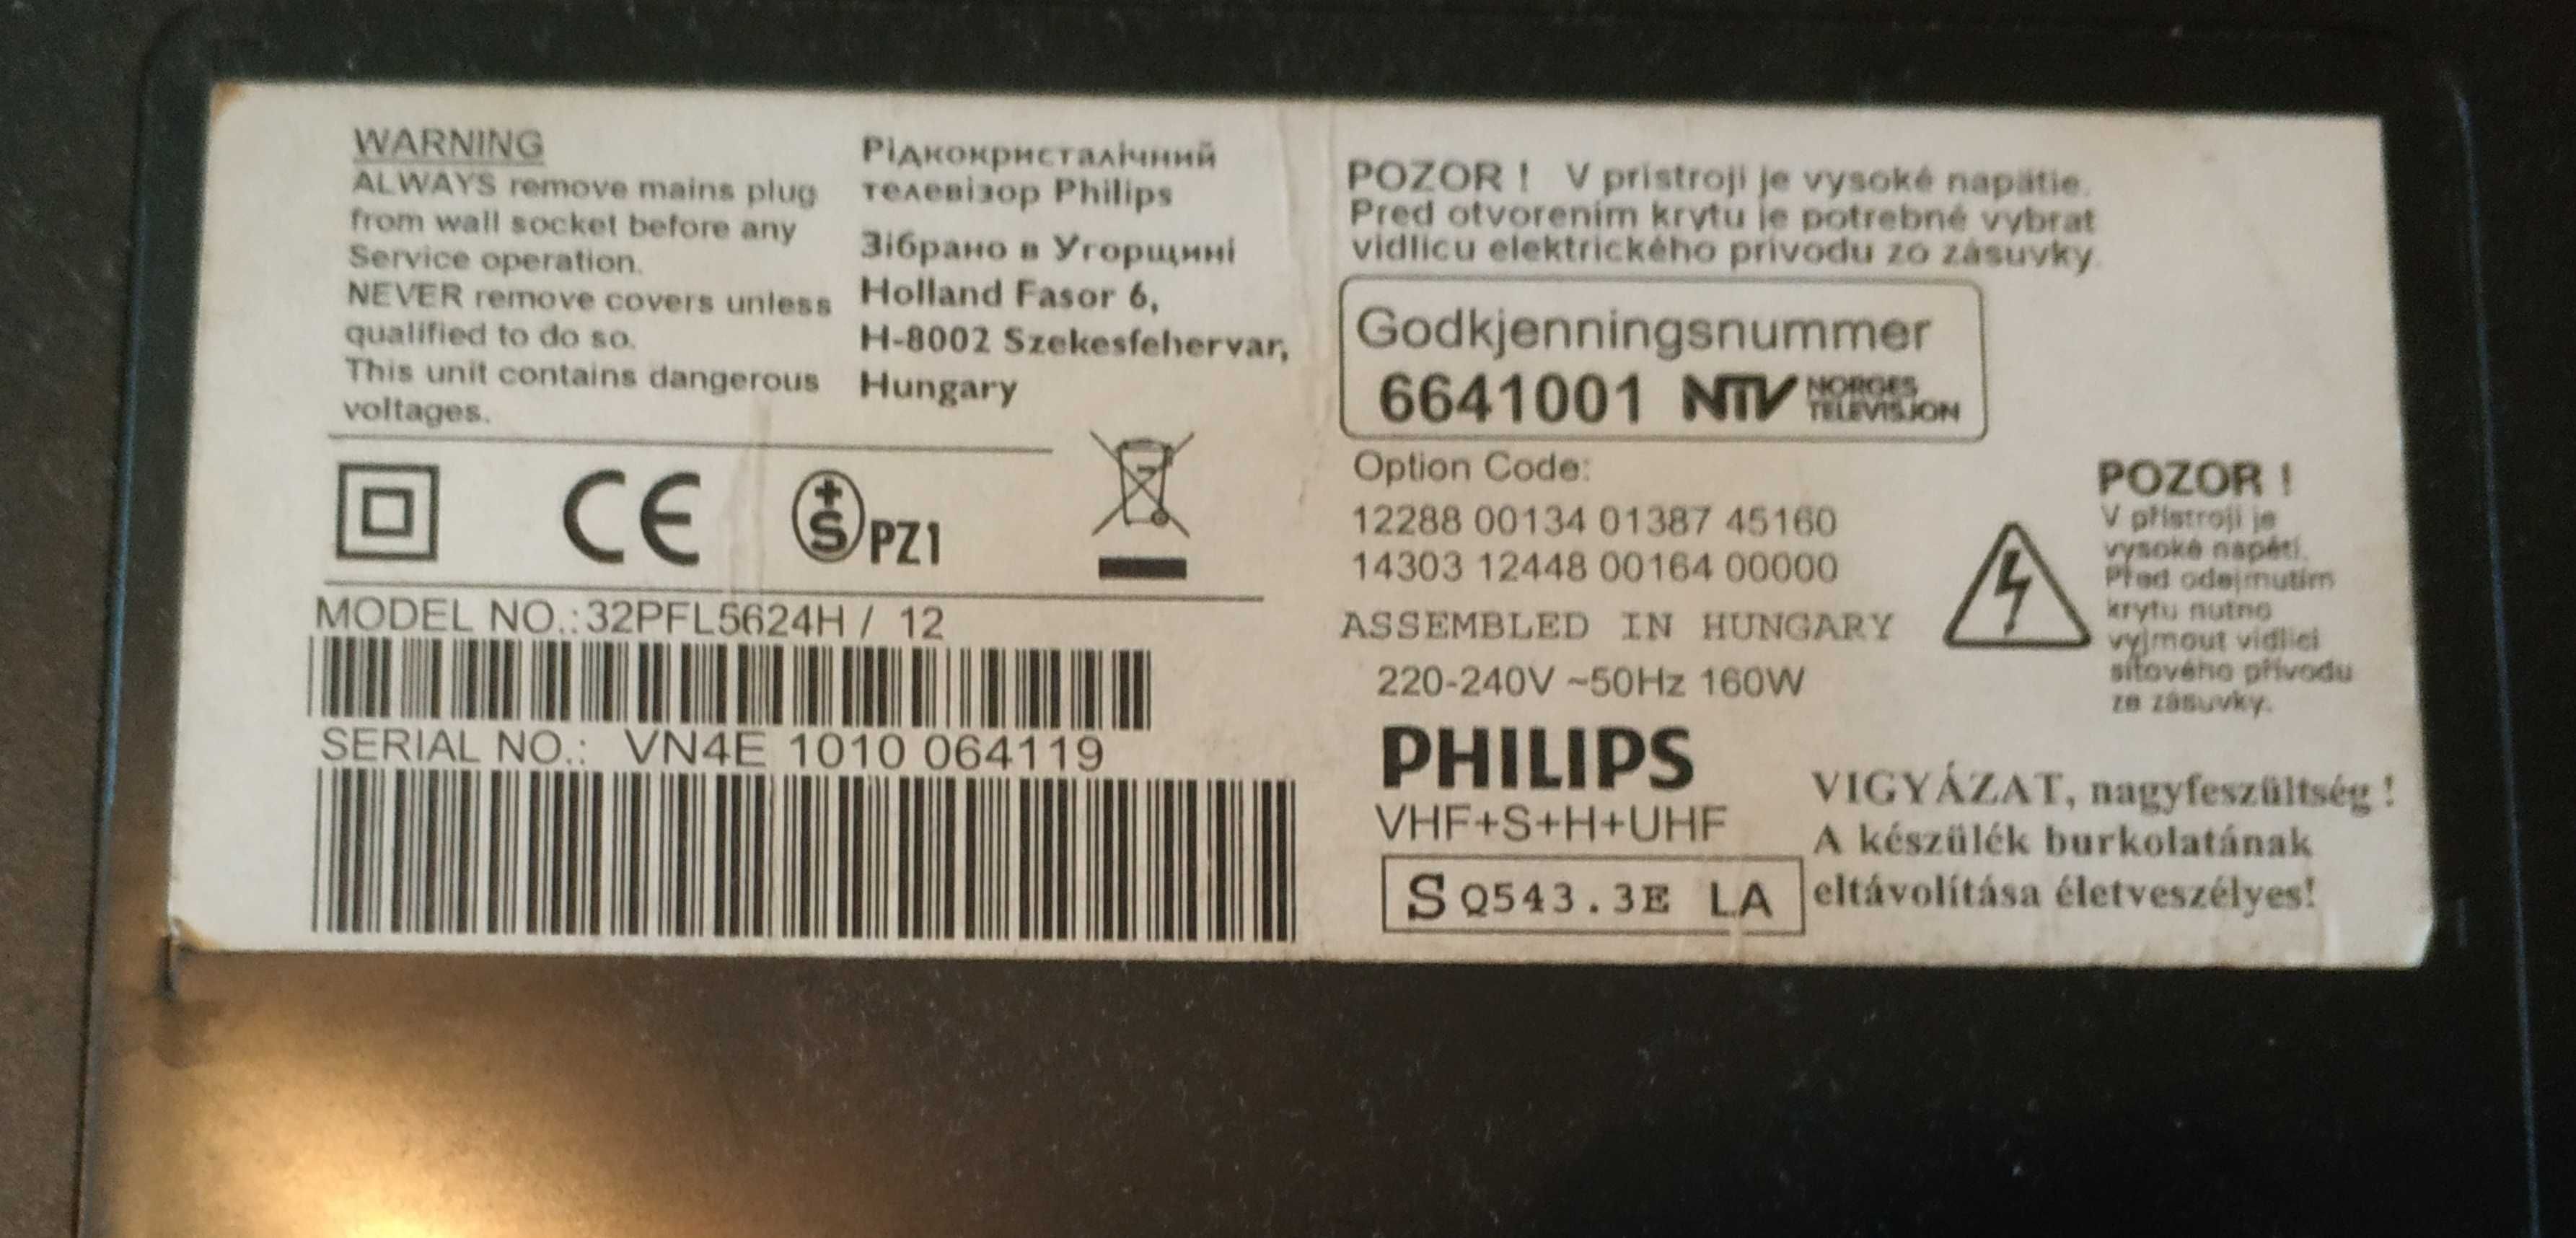 WARNING
ALWAYS remove mains plug
from wall socket before any
Service operation.
NEVER remove covers unless
qualified to do so.
This unit contains dangerous
voltages.
Рідкокристалічний
телевізор Philips
Зібрано в Угорщині
Holland Fasor 6,
H-8002 Szekesfehervar,
Hungary
CE
+S PZ1
MODEL NO.:32PFL5624H / 12
SERIAL NO.: VN4E 1010 064119
POZOR ! V prístroji je vysoké napätie.
Pred otvorením krytu je potrebné vybrat
vidlicu elektrického prívodu zo zásuvky.
Godkjenningsnummer
6641001 NTV NORGES
TELEVISJON
Option Code:
12288 00134 01387 45160
14303 12448 00164 00000
ASSEMBLED IN HUNGARY
220-240V ~50Hz 160W
PHILIPS
VHF+S+H+UHF
S Q543.3E LA
POZOR !
V přístroji je
vysoké napětí.
Před odejmutím
krytu nutno
vyjmout vidlici
síťového přívodu
ze zásuvky.
VIGYÁZAT, nagyfeszültség !
A készülék burkolatának
eltávolítása életveszélyes!